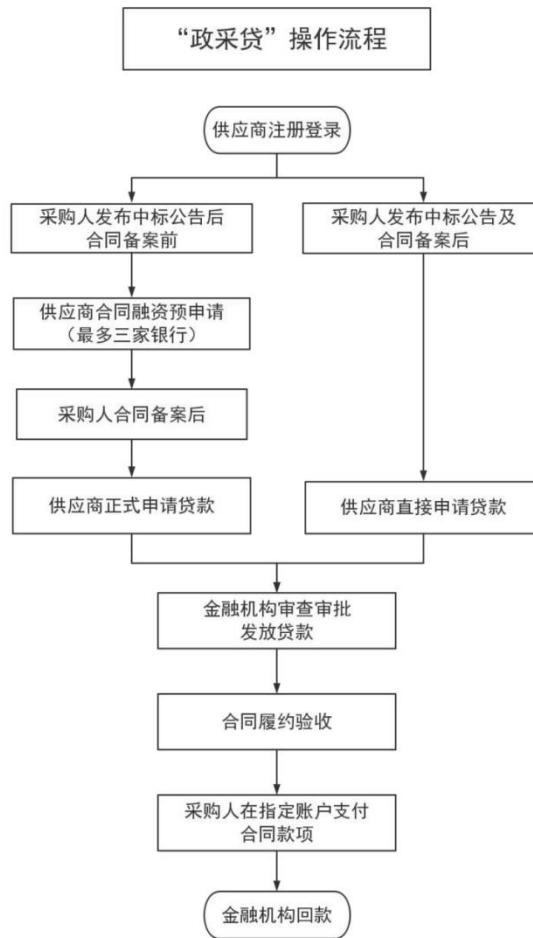 “政采贷”操作流程
供应商注册登录
采购人发布中标公告后
合同备案前
采购人发布中标公告及
合同备案后
供应商合同融资预申请
（最多三家银行）
采购人合同备案后
供应商正式申请贷款
供应商直接申请贷款
金融机构审查审批
发放贷款
合同履约验收
采购人在指定账户支付
合同款项
金融机构回款